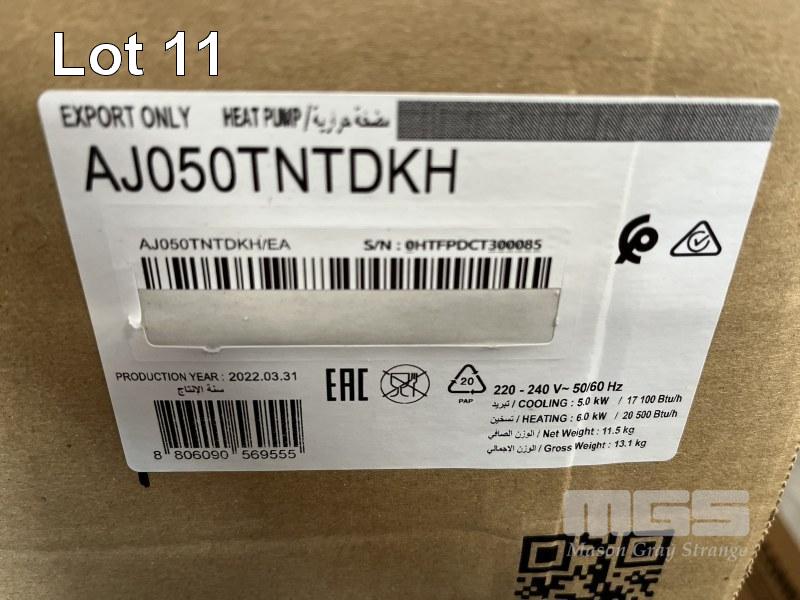 Lot 11
EXPORT ONLY HEAT PUMP/مضخة حرارية
AJ050TNTDKH
AJ050TNTDKH/EA S/N : 0HTFPDCT300085
PRODUCTION YEAR : 2022.03.31
سنة الانتاج
8 806090 569555
EAC
20
PAP
220 - 240 V~ 50/60 Hz
تبريد / COOLING : 5.0 kW / 17 100 Btu/h
تسخين / HEATING : 6.0 kW / 20 500 Btu/h
الوزن الصافي / Net Weight : 11.5 kg
الوزن الاجمالي / Gross Weight : 13.1 kg
MGS
Mason Gray Strange